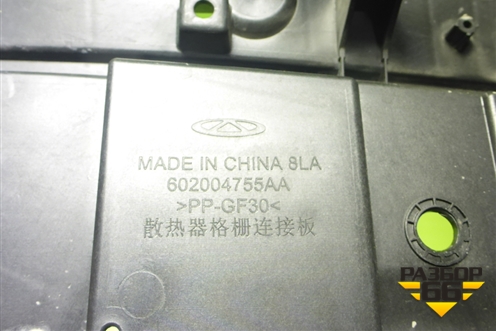 MADE IN CHINA 8LA
602004755AA
>PP-GF30<
散热器格栅连接板
РАЗБОР
66